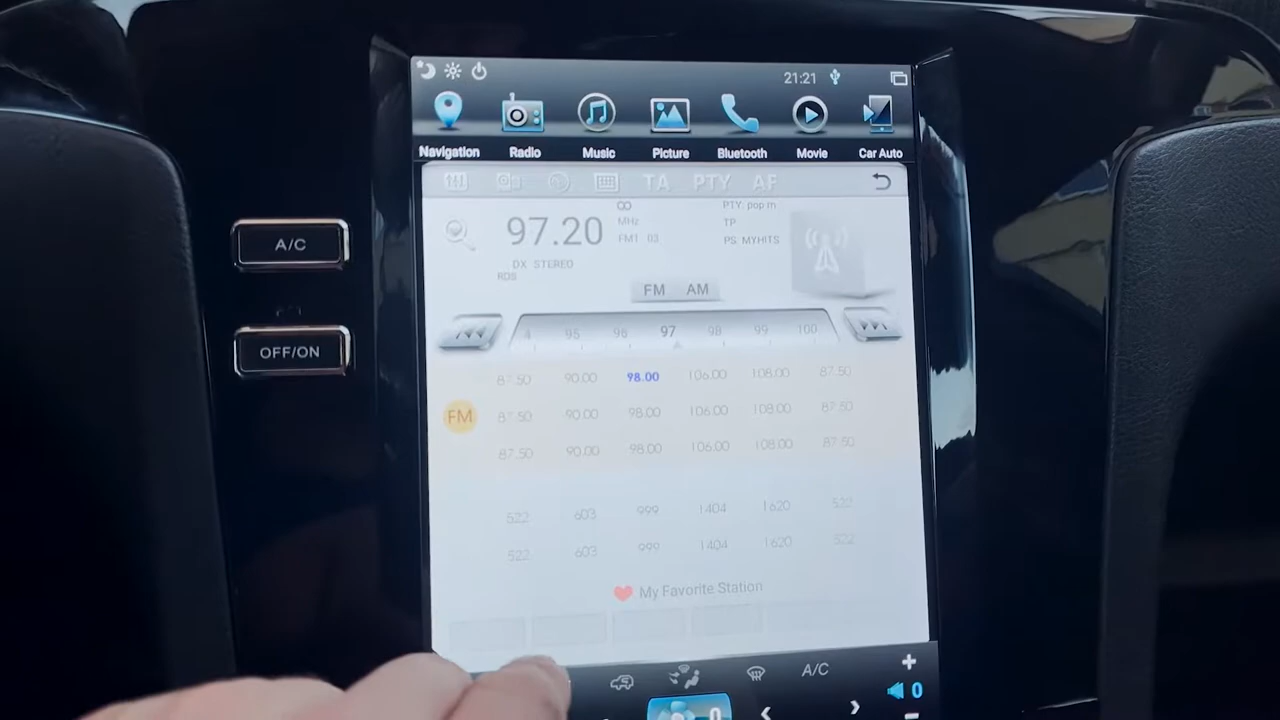 21:21
Navigation Radio Music Picture Bluetooth Movie Car Auto
TA PTY AF
A/C
97.20
MHz
FM1 03
PTY: pop m
TP
PS: MYHITS
DX STEREO
RDS
FM AM
4 95 96 97 98 99 100
OFF/ON
87.50 90.00 98.00 106.00 108.00 87.50
FM 87.50 90.00 98.00 106.00 108.00 87.50
87.50 90.00 98.00 106.00 108.00 87.50
522 603 999 1404 1620 522
522 603 999 1404 1620 522
My Favorite Station
A/C +
0
0 -